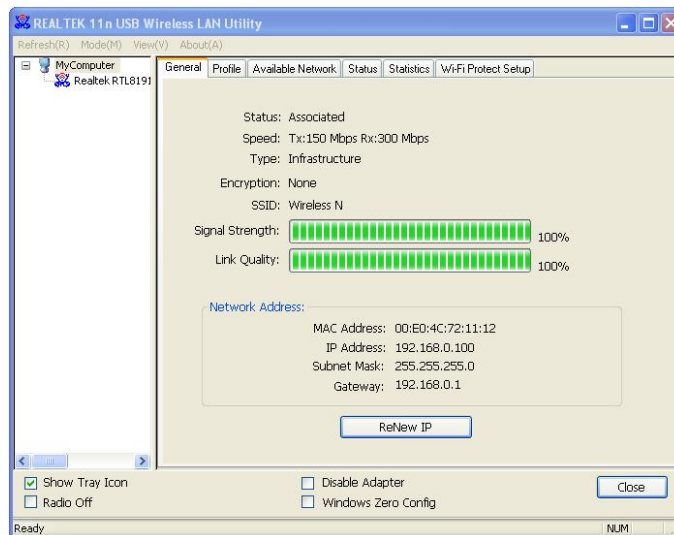 REALTEK 11n USB Wireless LAN Utility
Refresh(R) Mode(M) View(V) About(A)
MyComputer
Realtek RTL8191
General Profile Available Network Status Statistics Wi-Fi Protect Setup
Status: Associated
Speed: Tx:150 Mbps Rx:300 Mbps
Type: Infrastructure
Encryption: None
SSID: Wireless N
Signal Strength: 100%
Link Quality: 100%
Network Address:
MAC Address: 00:E0:4C:72:11:12
IP Address: 192.168.0.100
Subnet Mask: 255.255.255.0
Gateway: 192.168.0.1
ReNew IP
Show Tray Icon
Radio Off
Disable Adapter
Windows Zero Config
Close
Ready
NUM